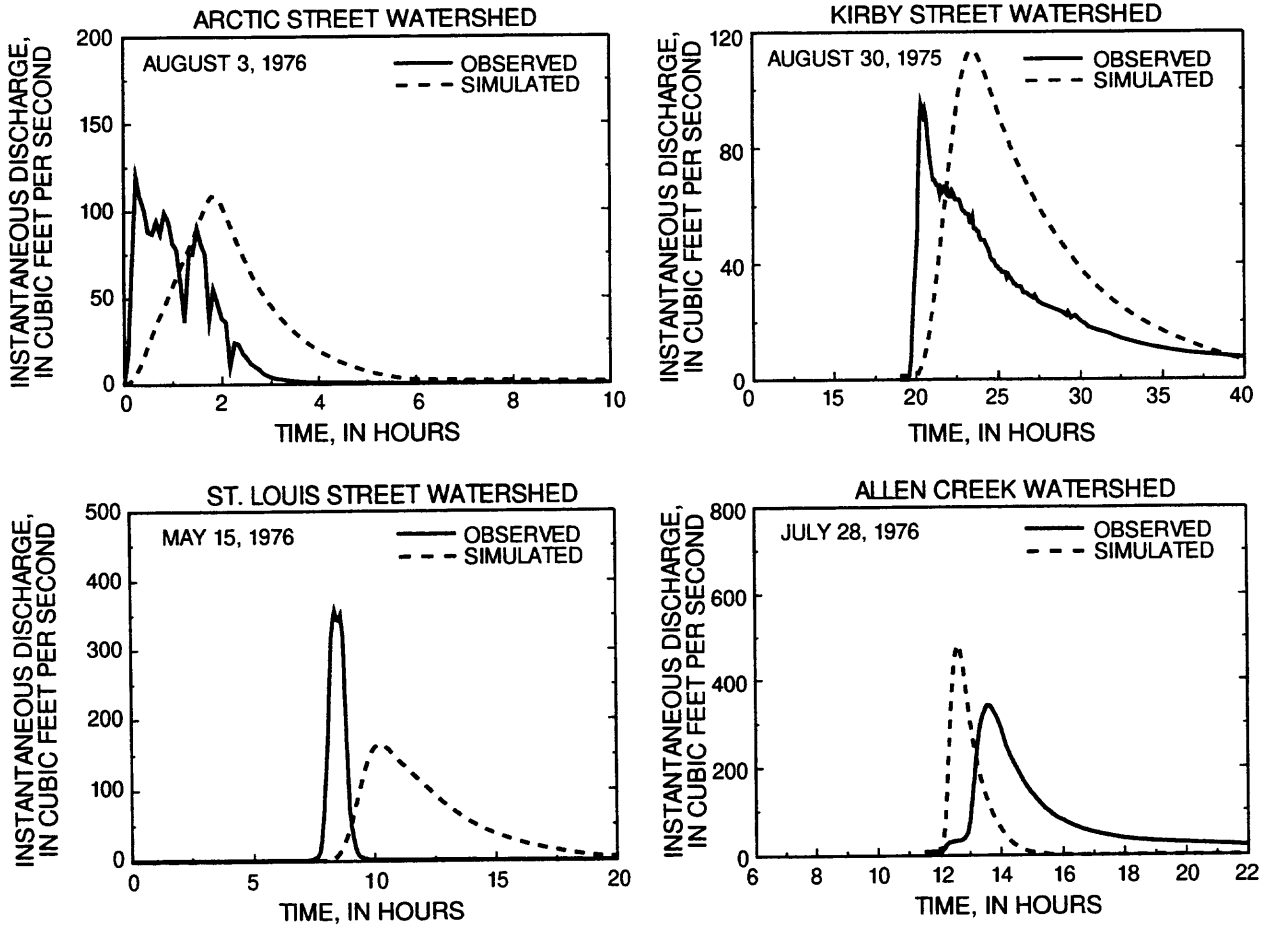 ARCTIC STREET WATERSHED
INSTANTANEOUS DISCHARGE,
IN CUBIC FEET PER SECOND
200
150
100
50
0
AUGUST 3, 1976
OBSERVED
SIMULATED
0 2 4 6 8 10
TIME, IN HOURS
KIRBY STREET WATERSHED
INSTANTANEOUS DISCHARGE,
IN CUBIC FEET PER SECOND
120
80
40
0
AUGUST 30, 1975
OBSERVED
SIMULATED
10 15 20 25 30 35 40
TIME, IN HOURS
ST. LOUIS STREET WATERSHED
INSTANTANEOUS DISCHARGE,
IN CUBIC FEET PER SECOND
500
400
300
200
100
0
MAY 15, 1976
OBSERVED
SIMULATED
0 5 10 15 20
TIME, IN HOURS
ALLEN CREEK WATERSHED
INSTANTANEOUS DISCHARGE,
IN CUBIC FEET PER SECOND
800
600
400
200
0
JULY 28, 1976
OBSERVED
SIMULATED
6 8 10 12 14 16 18 20 22
TIME, IN HOURS